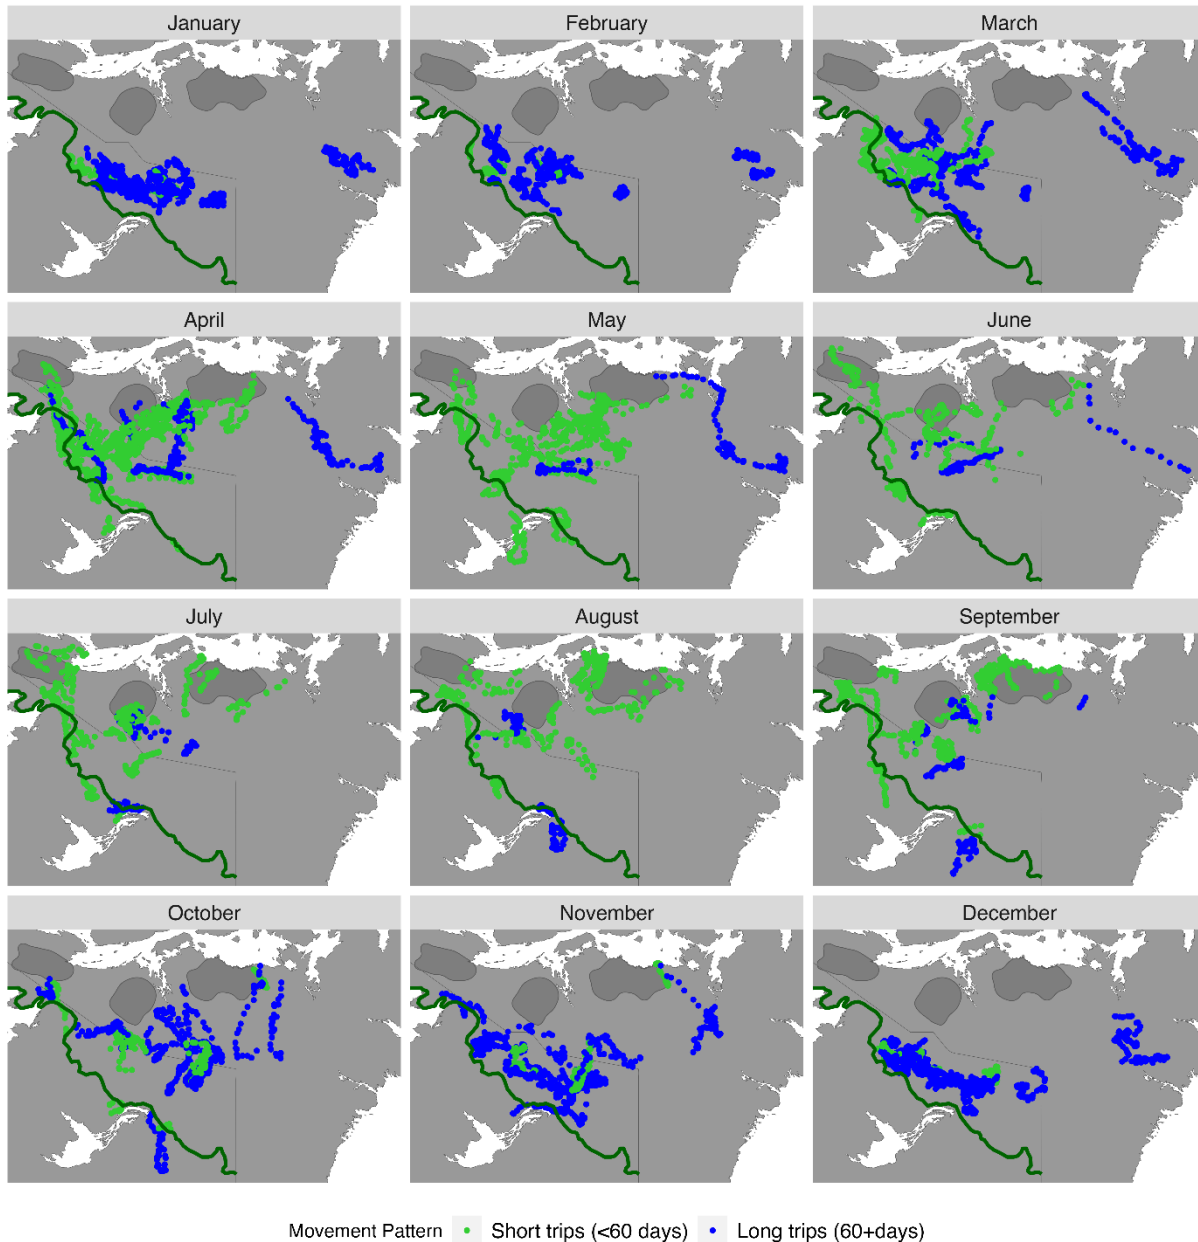 January
February
March
April
May
June
July
August
September
October
November
December
Movement Pattern Short trips (<60 days) Long trips (60+days)